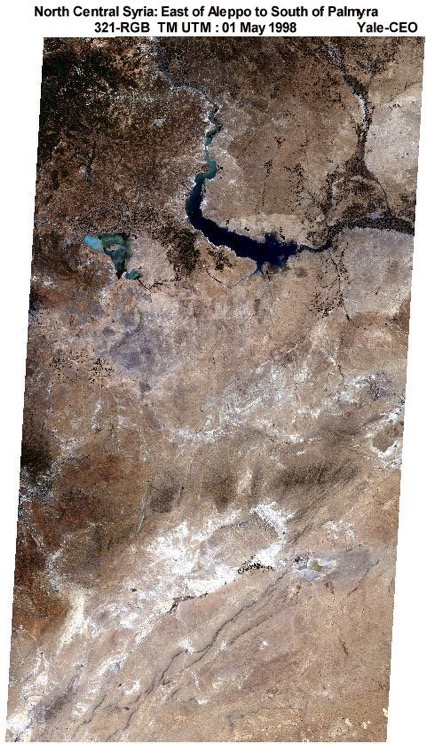 North Central Syria: East of Aleppo to South of Palmyra
321-RGB TM UTM : 01 May 1998 Yale-CEO